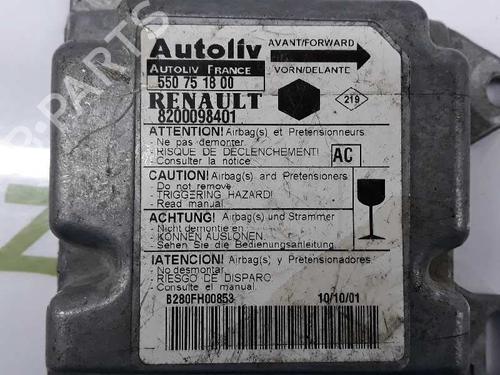 Autoliv
AVANT/FORWARD
AUTOLIV FRANCE
VORN/DELANTE
550 75 18 00
RENAULT
219
8200098401
ATTENTION! Airbag(s) et Pretensionneurs
- Ne pas demonter.
- RISQUE DE DECLENCHEMENT!
- Consulter la notice.
AC
CAUTION! Airbag(s) and Pretensioners
- Do not remove
- TRIGGERING HAZARD!
- Read manual
ACHTUNG! Airbag(s) und Strammer
- Nicht demontieren
- KONNEN AUSLONEN.
- Sehen Sie die Bedienungsanleitung.
¡ATENCION! Airbag(s) y Pretensionadores
- No desmontar.
- RIESGO DE DISPARO.
- Consulte el manual.
B280FH00853
10/10/01